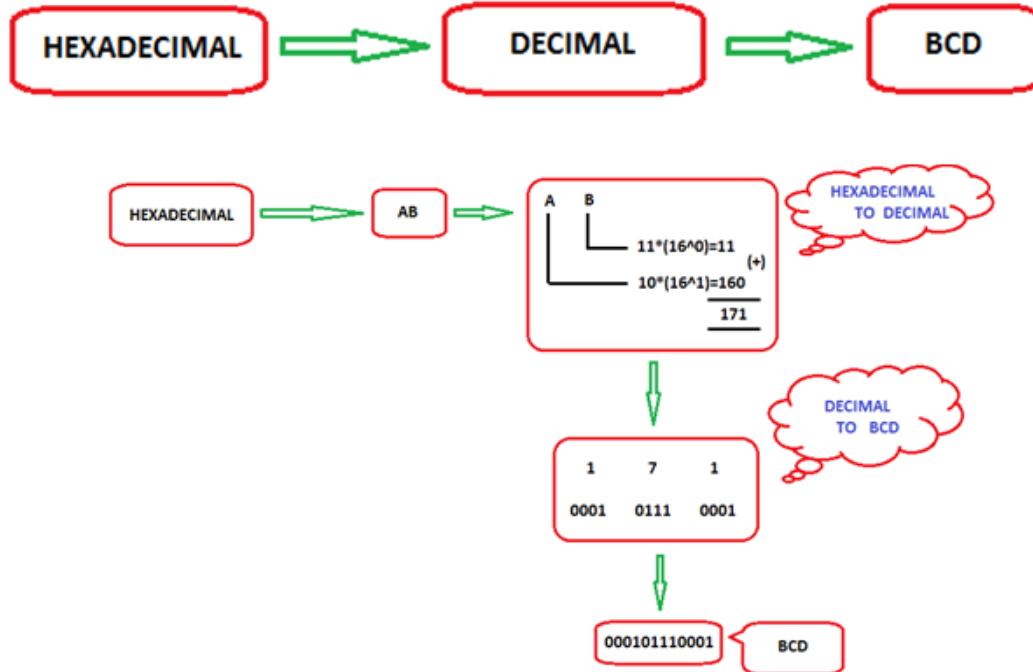 HEXADECIMAL
DECIMAL
BCD
HEXADECIMAL
AB
A B
11*(16^0)=11
(+)
10*(16^1)=160
171
HEXADECIMAL
TO DECIMAL
DECIMAL
TO BCD
1 7 1
0001 0111 0001
000101110001
BCD